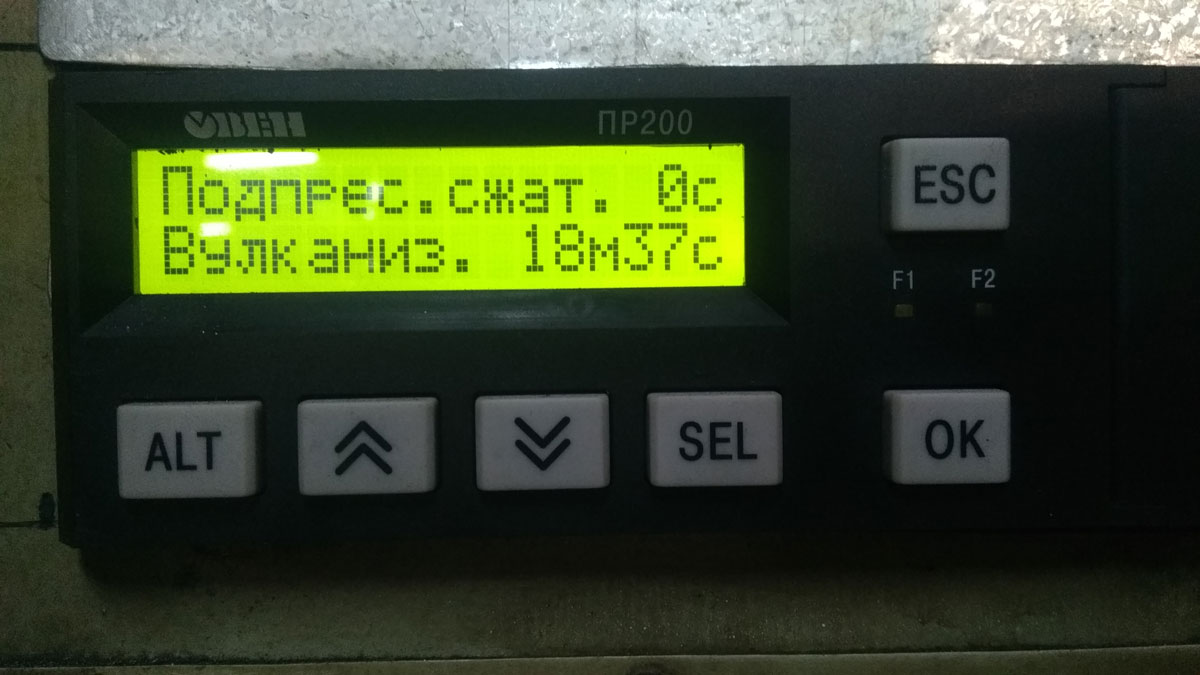 ОВЕН ПР200
Подпрес.сжат. 0с
Вулканиз. 18м37с
ESC
F1 F2
ALT SEL OK